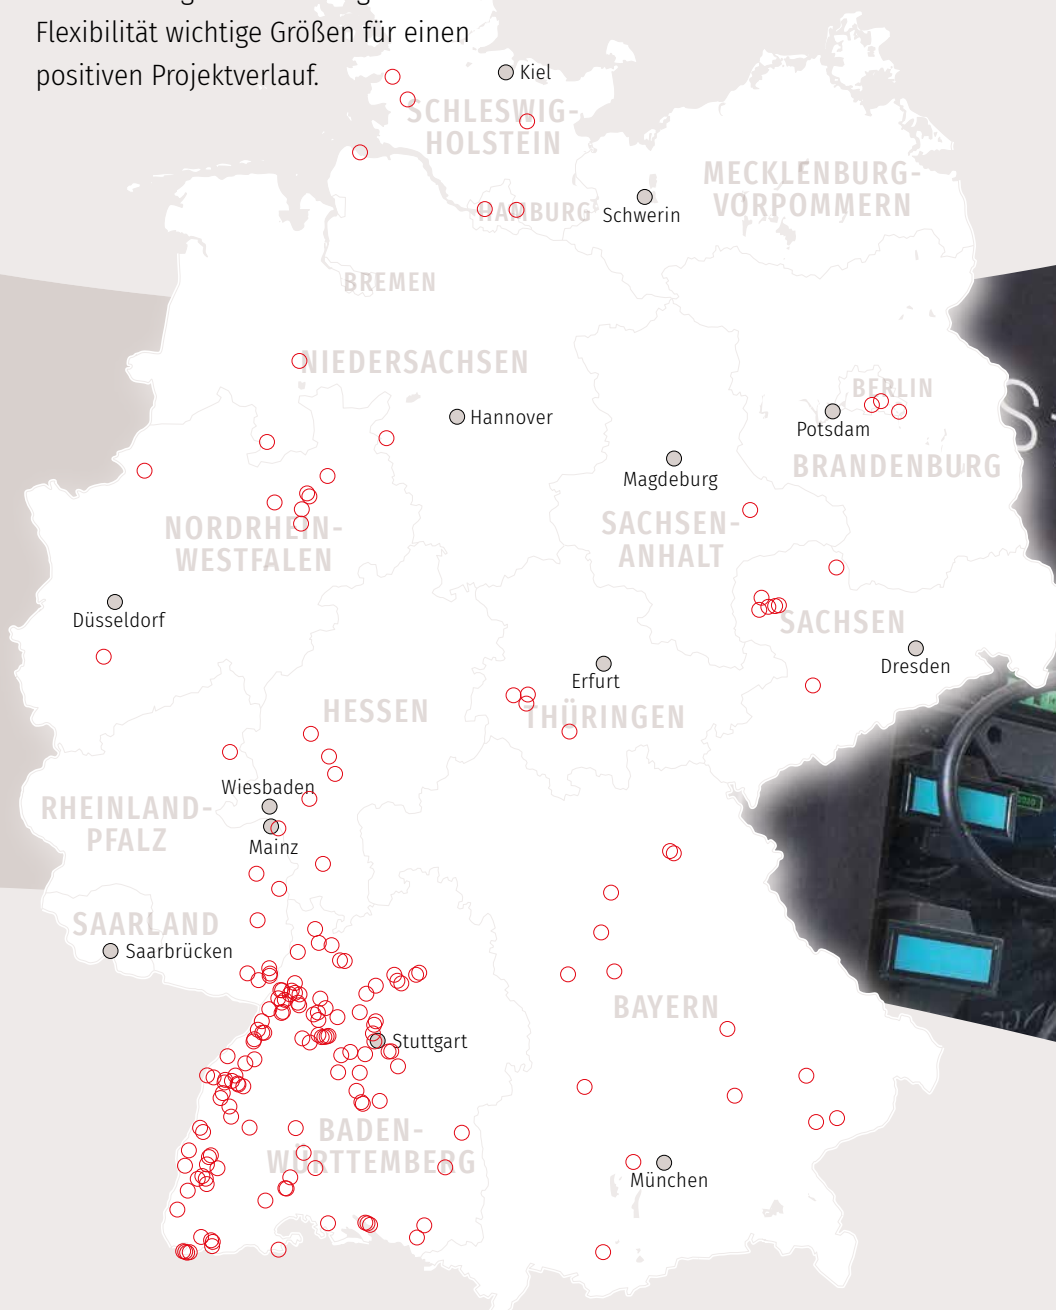 Flexibilität wichtige Größen für einen
positiven Projektverlauf.
Kiel
SCHLESWIG-
HOLSTEIN
MECKLENBURG-
VORPOMMERN
HAMBURG
Schwerin
BREMEN
NIEDERSACHSEN
BERLIN
Hannover
Potsdam
BRANDENBURG
Magdeburg
NORDRHEIN-
WESTFALEN
SACHSEN-
ANHALT
Düsseldorf
SACHSEN
Dresden
Erfurt
HESSEN
THÜRINGEN
Wiesbaden
RHEINLAND-
PFALZ
Mainz
SAARLAND
Saarbrücken
BAYERN
Stuttgart
BADEN-
WÜRTTEMBERG
München